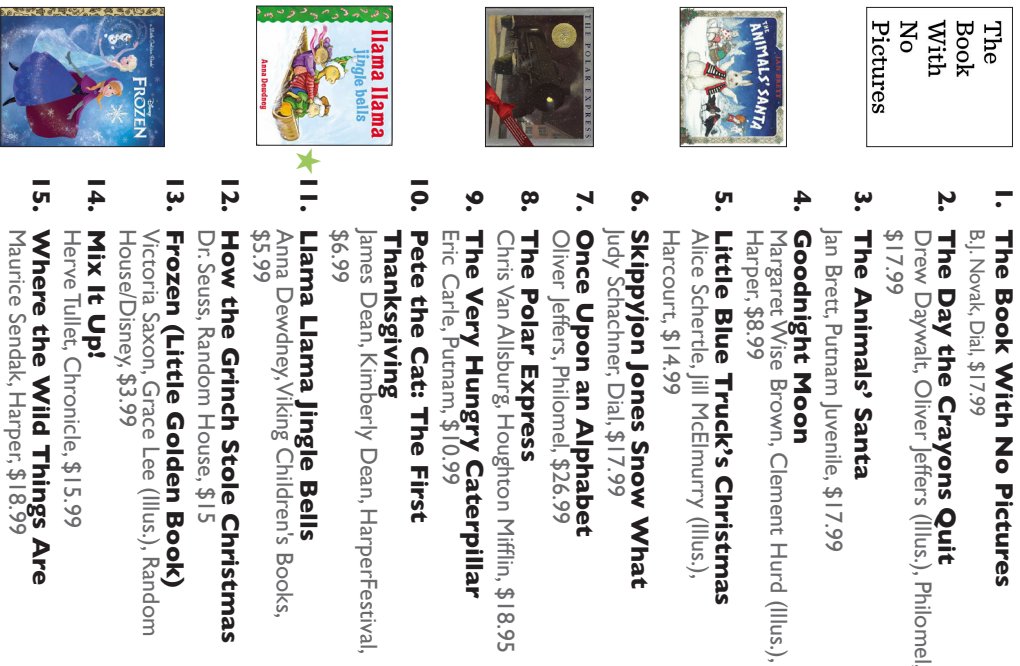 The
Book
With
No
Pictures
THE
JAN BRETT
ANIMALS' SANTA
THE POLAR EXPRESS
llama llama
jingle bells
Anna Dewdney
a Little Golden Book
Disney
FROZEN
1. The Book With No Pictures
B.J. Novak, Dial, $17.99
2. The Day the Crayons Quit
Drew Daywalt, Oliver Jeffers (Illus.), Philomel,
$17.99
3. The Animals’ Santa
Jan Brett, Putnam Juvenile, $17.99
4. Goodnight Moon
Margaret Wise Brown, Clement Hurd (Illus.),
Harper, $8.99
5. Little Blue Truck’s Christmas
Alice Schertle, Jill McElmurry (Illus.),
Harcourt, $14.99
6. Skippyjon Jones Snow What
Judy Schachner, Dial, $17.99
7. Once Upon an Alphabet
Oliver Jeffers, Philomel, $26.99
8. The Polar Express
Chris Van Allsburg, Houghton Mifflin, $18.95
9. The Very Hungry Caterpillar
Eric Carle, Putnam, $10.99
10. Pete the Cat: The First
Thanksgiving
James Dean, Kimberly Dean, HarperFestival,
$6.99
11. Llama Llama Jingle Bells
Anna Dewdney, Viking Children's Books,
$5.99
12. How the Grinch Stole Christmas
Dr. Seuss, Random House, $15
13. Frozen (Little Golden Book)
Victoria Saxon, Grace Lee (Illus.), Random
House/Disney, $3.99
14. Mix It Up!
Herve Tullet, Chronicle, $15.99
15. Where the Wild Things Are
Maurice Sendak, Harper, $18.99